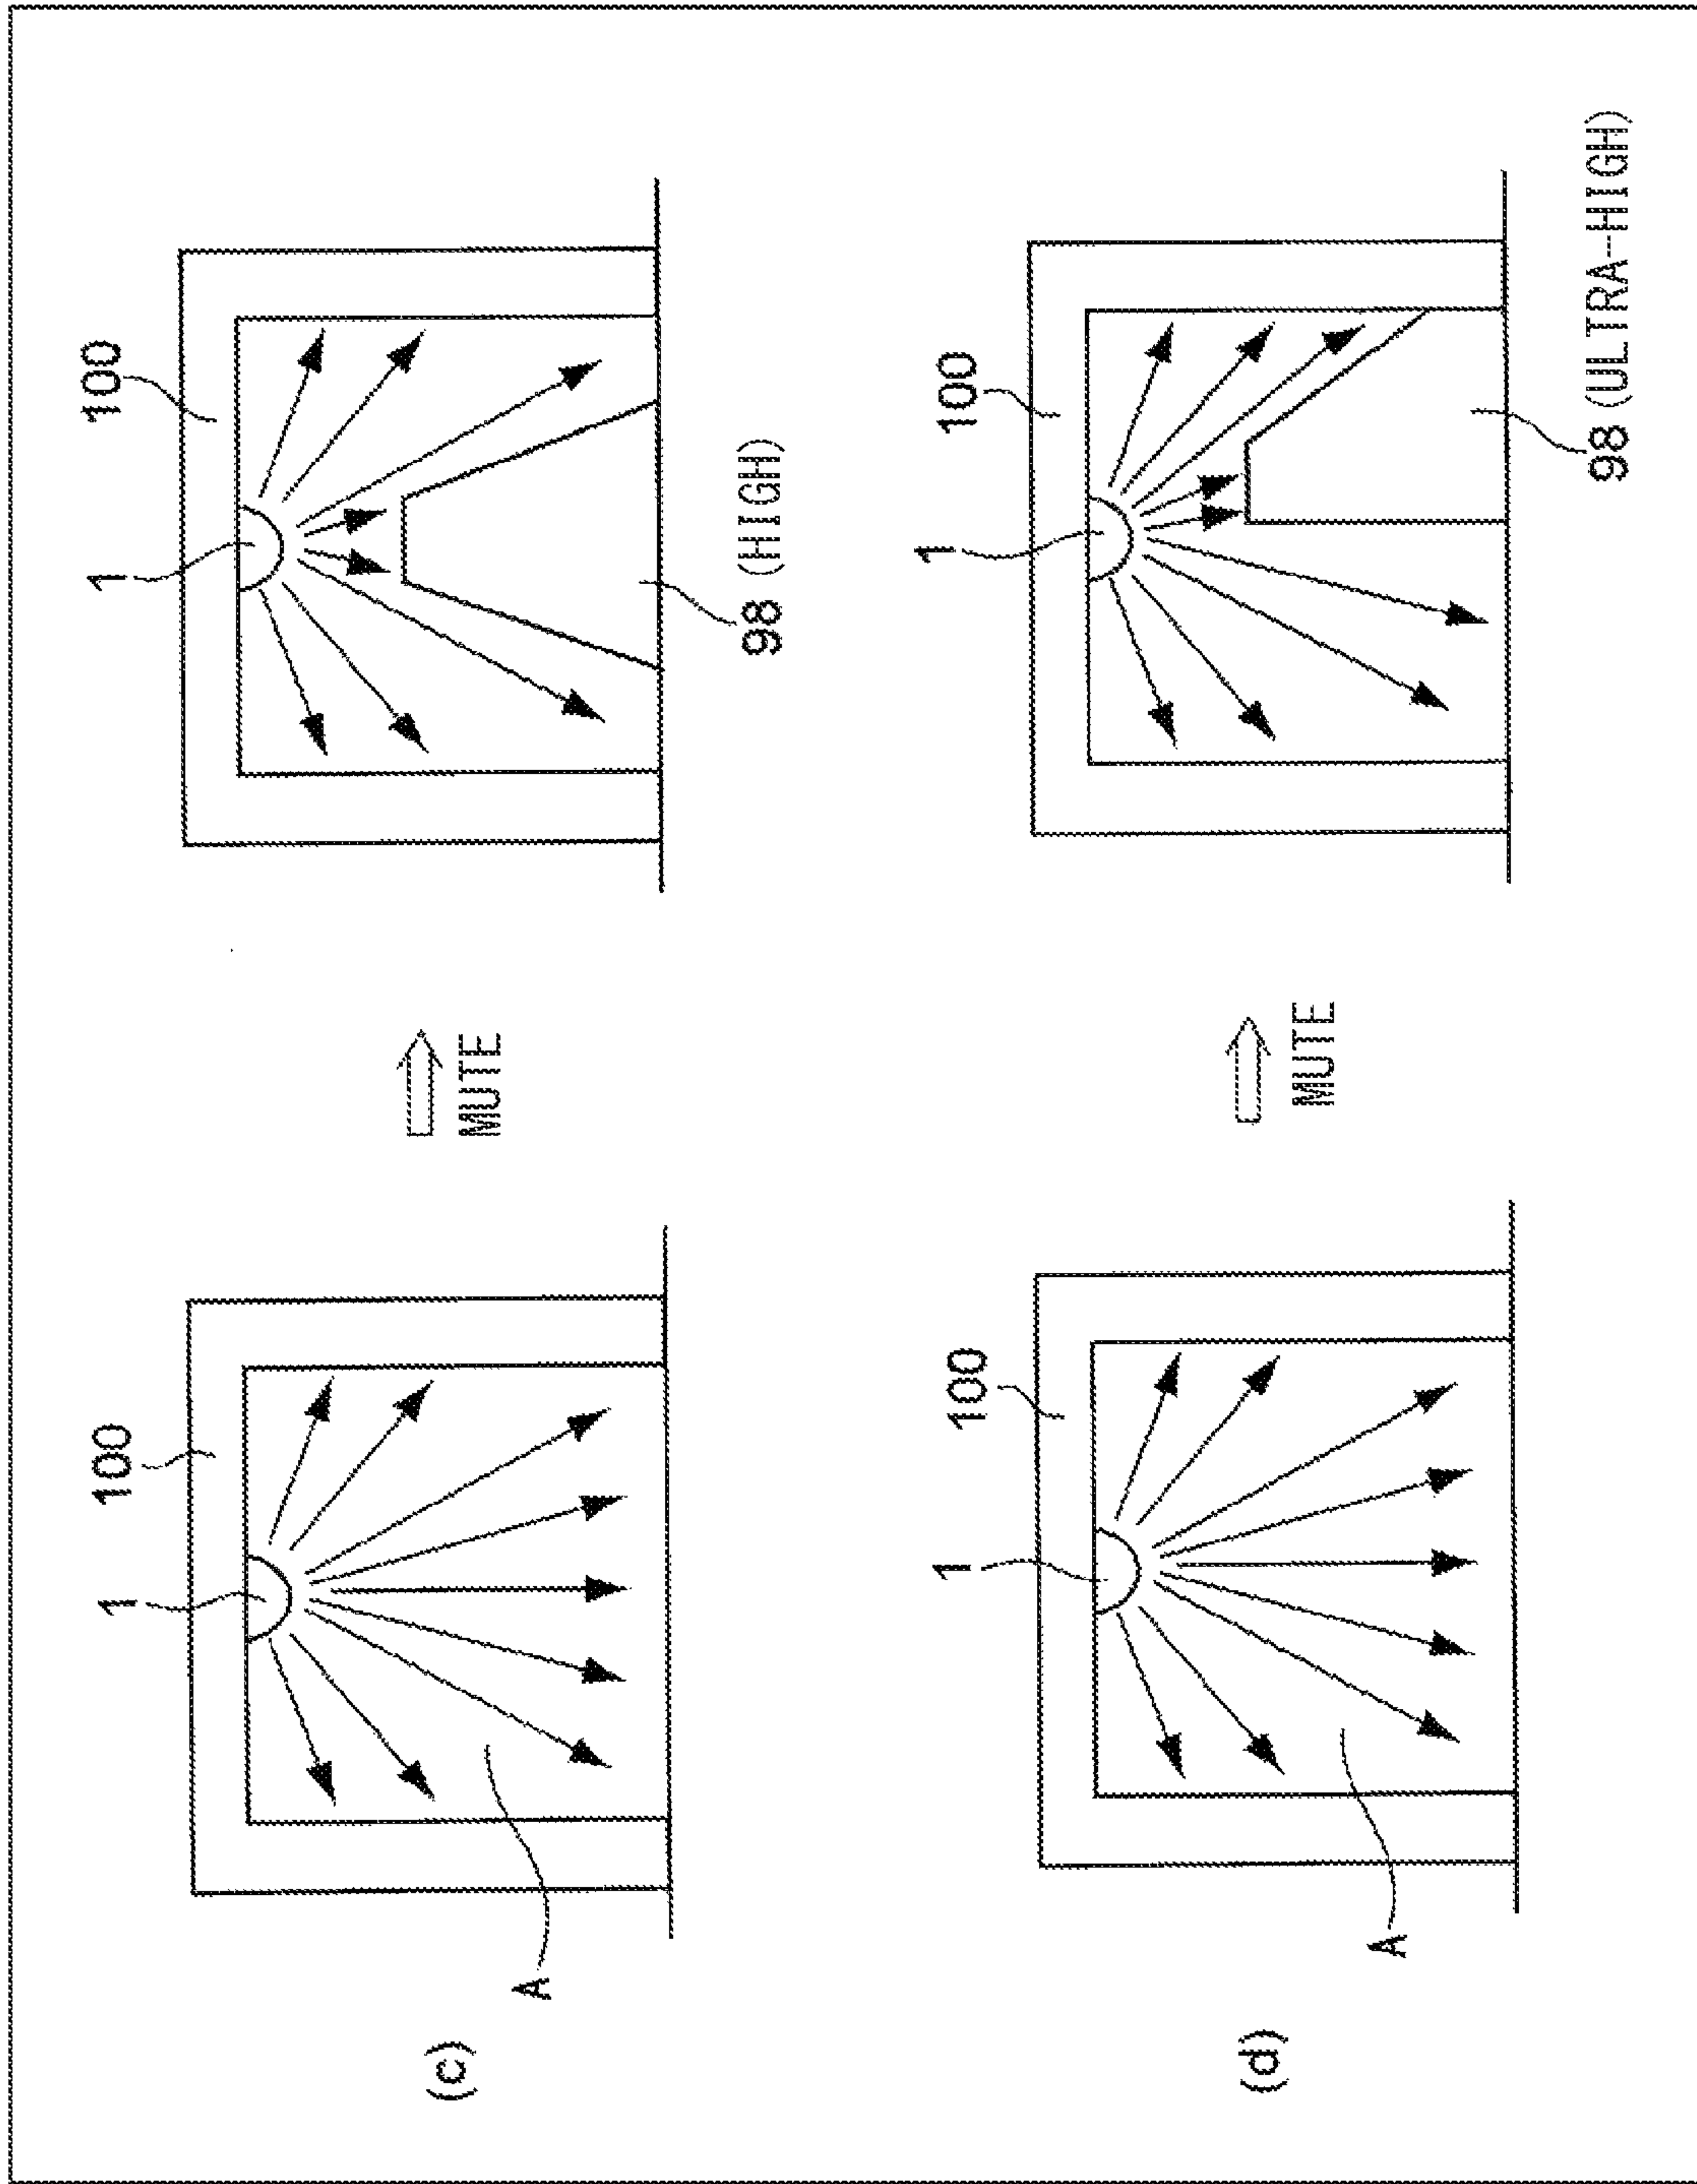 (c)
A
1
100
MUTE
1
100
98 (HIGH)
(d)
A
1
100
MUTE
1
100
98 (ULTRA-HIGH)